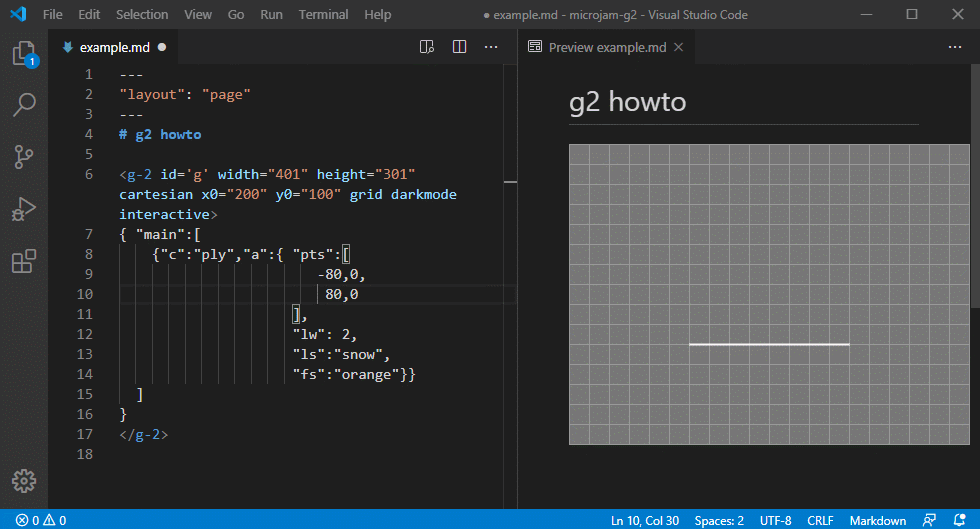 File Edit Selection View Go Run Terminal Help
● example.md - microjam-g2 - Visual Studio Code
example.md ●
Preview example.md
1
1 ---
2 "layout": "page"
3 ---
4 # g2 howto
5
6 <g-2 id='g' width="401" height="301"
cartesian x0="200" y0="100" grid darkmode
interactive>
7 { "main":[
8 {"c":"ply","a":{ "pts":[
9 -80,0,
10 80,0
11 ],
12 "lw": 2,
13 "ls":"snow",
14 "fs":"orange"}}
15 ]
16 }
17 </g-2>
18
g2 howto
0 0
Ln 10, Col 30 Spaces: 2 UTF-8 CRLF Markdown